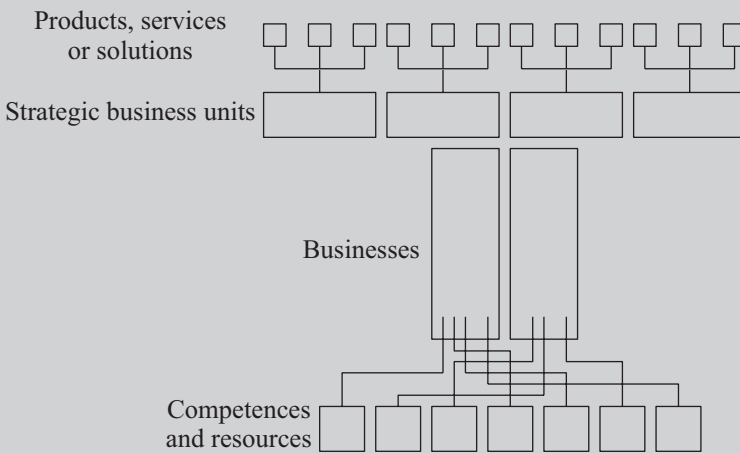 Products, services
or solutions
Strategic business units
Businesses
Competences
and resources